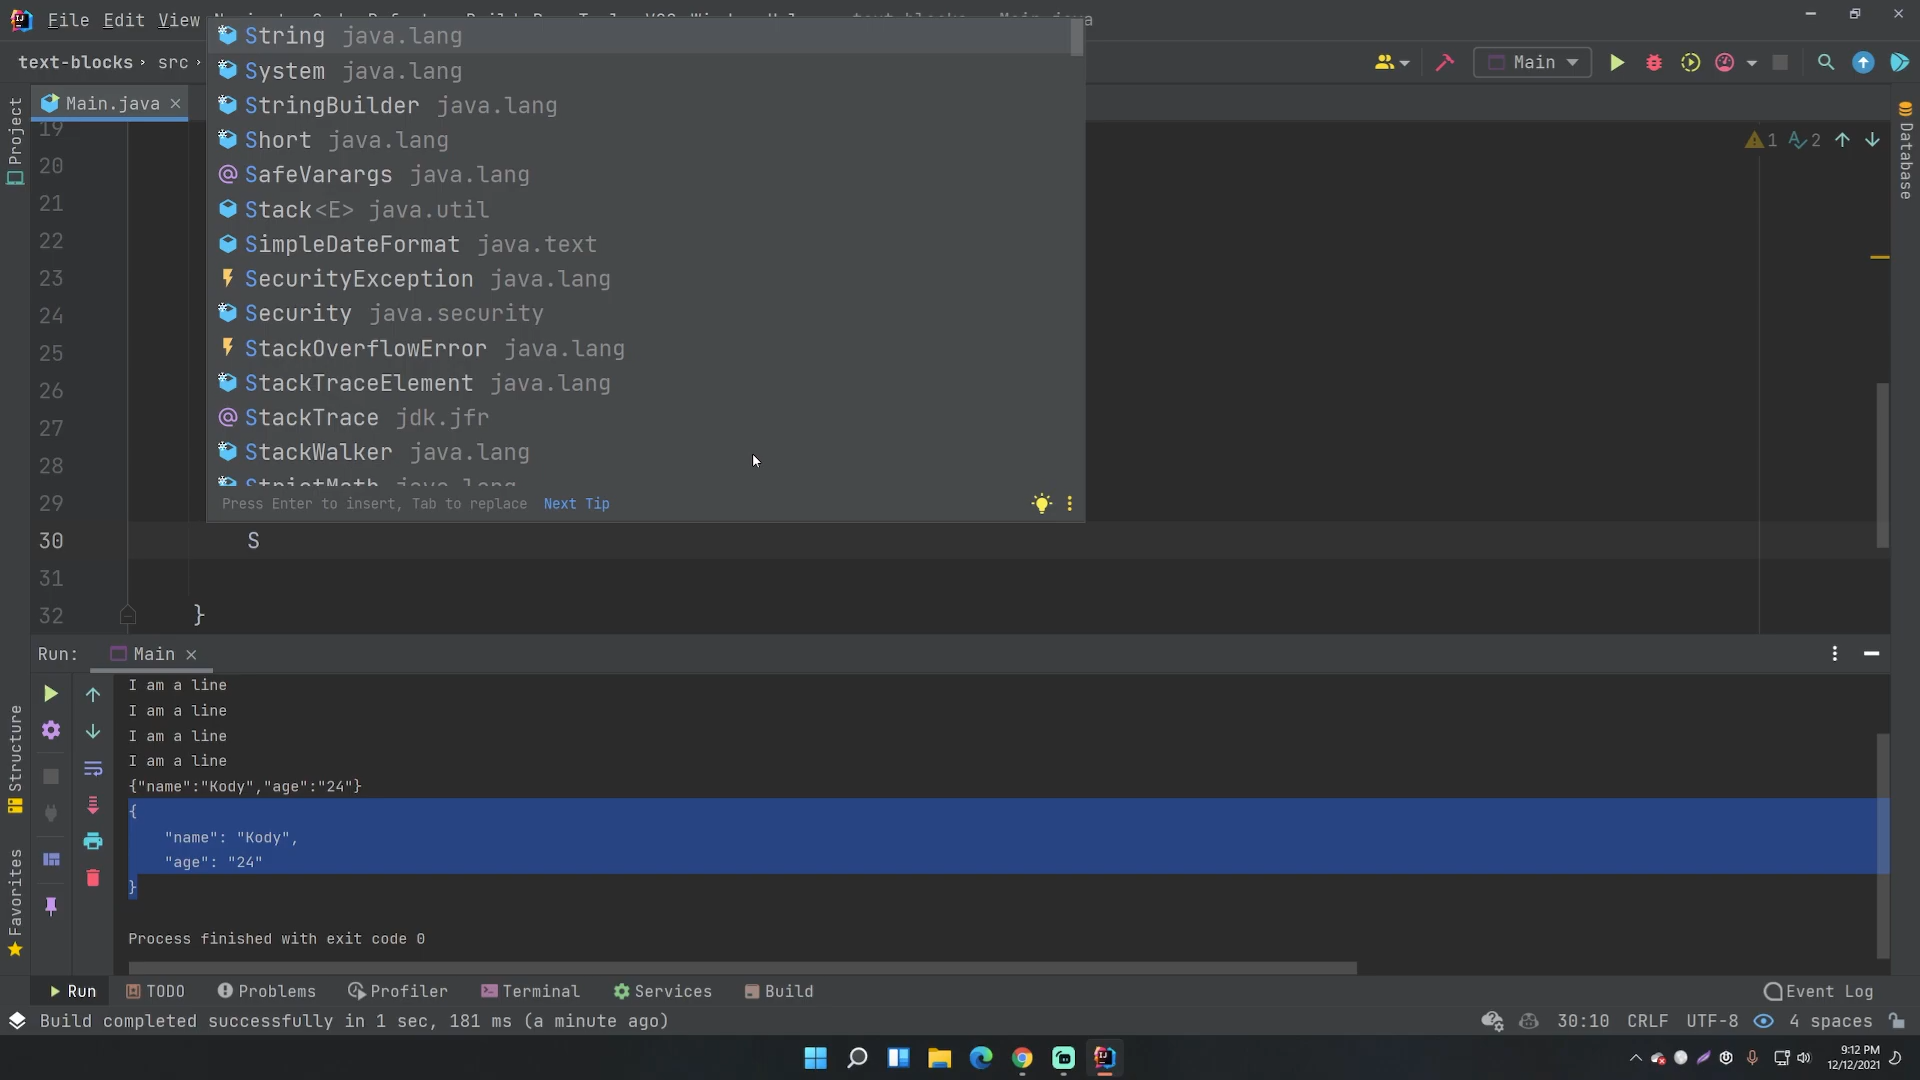 File Edit View
text-blocks › src ›
Main
Main.java
Project
Database
1 2
String java.lang
System java.lang
StringBuilder java.lang
Short java.lang
SafeVarargs java.lang
Stack<E> java.util
SimpleDateFormat java.text
SecurityException java.lang
Security java.security
StackOverflowError java.lang
StackTraceElement java.lang
StackTrace jdk.jfr
StackWalker java.lang
StrictMath java.lang
Press Enter to insert, Tab to replace Next Tip
19
20
21
22
23
24
25
26
27
28
29
30 S
31
32 }
Run: Main
Structure
Favorites
I am a line
I am a line
I am a line
I am a line
{"name":"Kody","age":"24"}
{
"name": "Kody",
"age": "24"
}
Process finished with exit code 0
Run TODO Problems Profiler Terminal Services Build Event Log
Build completed successfully in 1 sec, 181 ms (a minute ago) 30:10 CRLF UTF-8 4 spaces
9:12 PM
12/12/2021